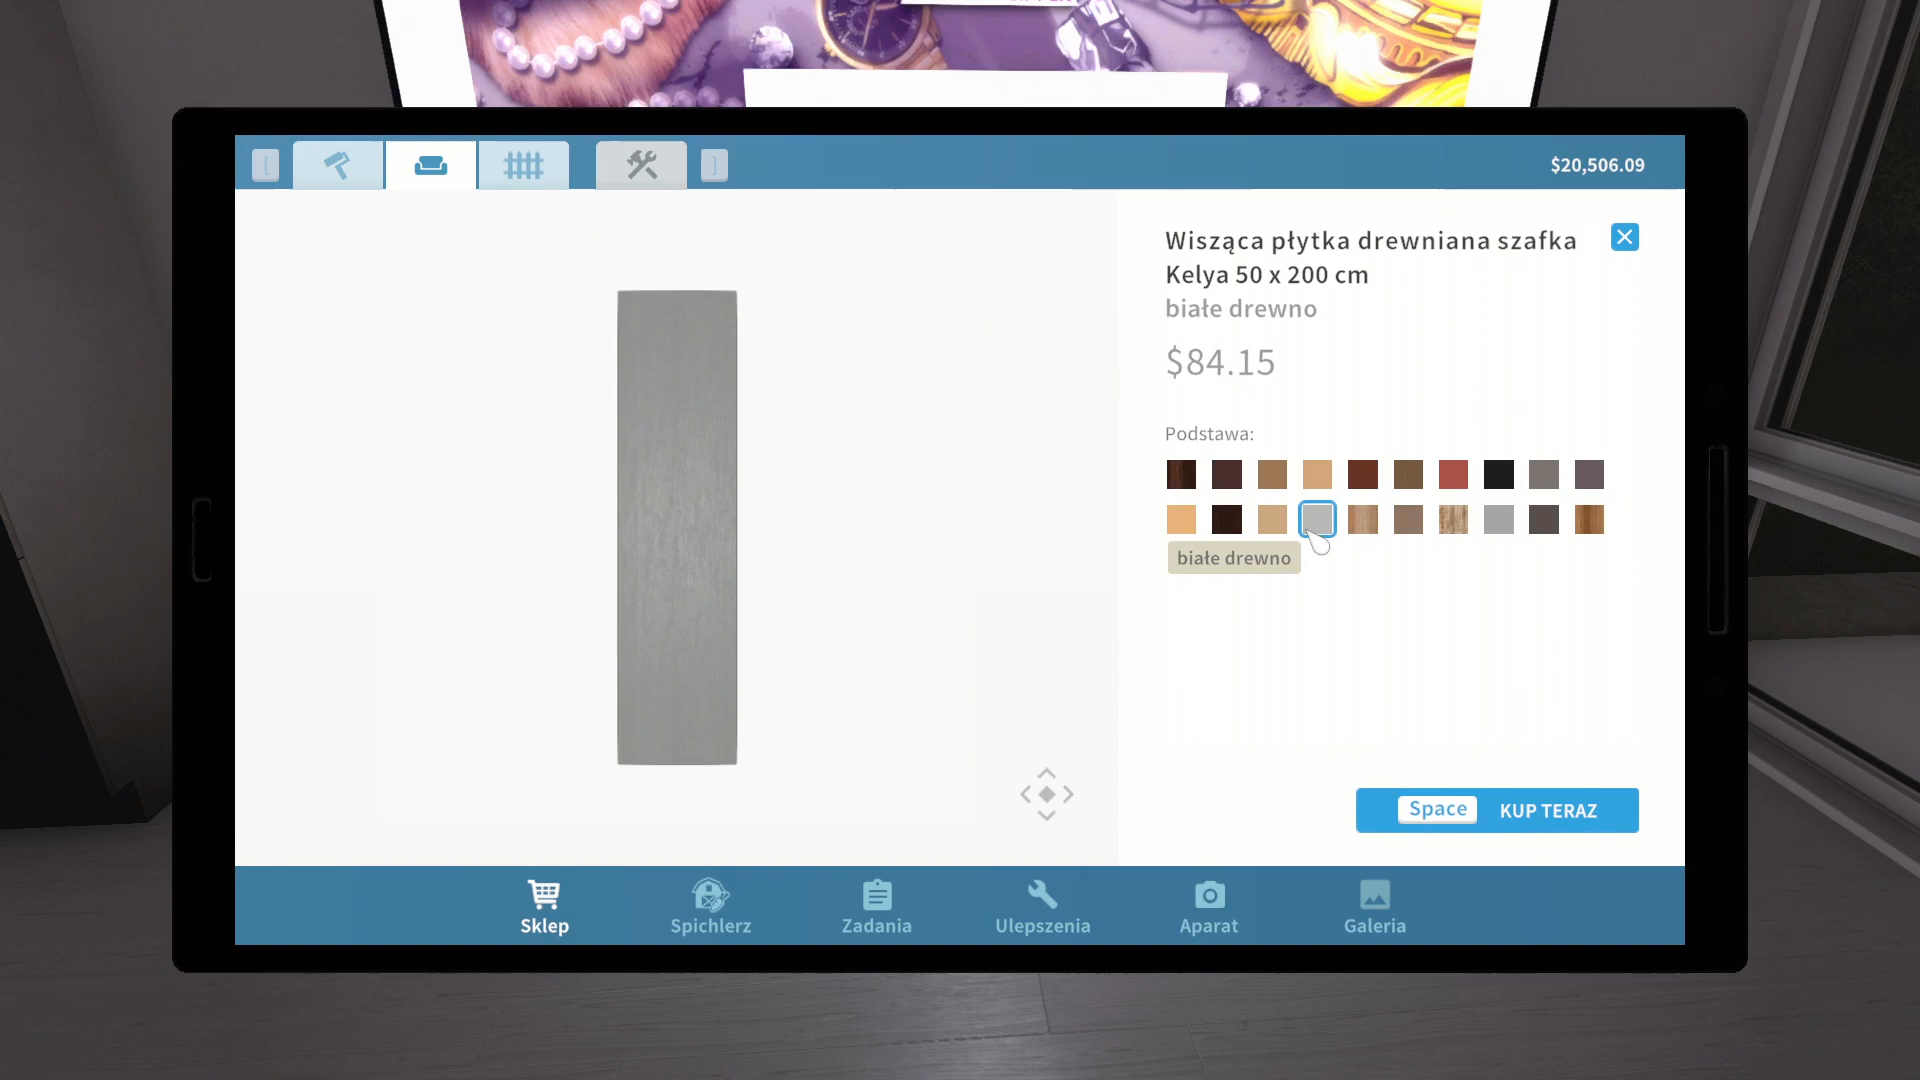 [
]
$20,506.09
Wisząca płytka drewniana szafka
Kelya 50 x 200 cm
białe drewno
$84.15
Podstawa:
białe drewno
Space KUP TERAZ
Sklep
Spichlerz
Zadania
Ulepszenia
Aparat
Galeria